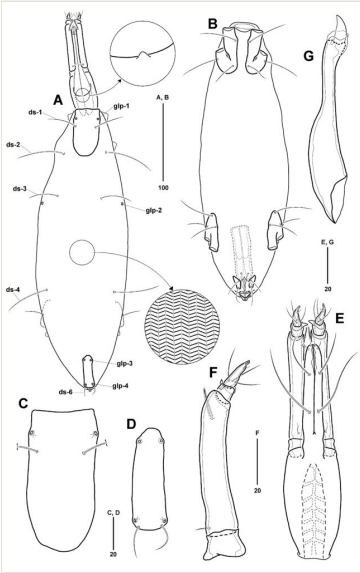 A
B
G
A, B
100
ds-1
glp-1
ds-2
ds-3
glp-2
ds-4
glp-3
glp-4
ds-6
E, G
20
E
F
C
D
C, D
20
F
20